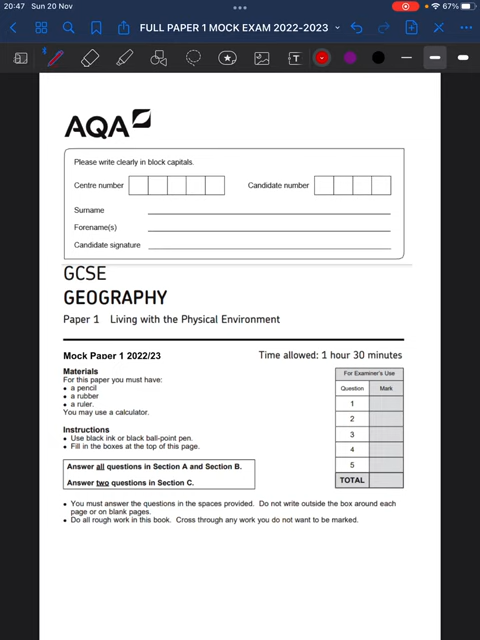 20:47 Sun 20 Nov
67%
FULL PAPER 1 MOCK EXAM 2022-2023
T
AQA
Please write clearly in block capitals.
Centre number
Candidate number
Surname
Forename(s)
Candidate signature
GCSE
GEOGRAPHY
Paper 1 Living with the Physical Environment
Mock Paper 1 2022/23
Time allowed: 1 hour 30 minutes
Materials
For this paper you must have:
• a pencil
• a rubber
• a ruler.
You may use a calculator.
Instructions
• Use black ink or black ball-point pen.
• Fill in the boxes at the top of this page.
Answer all questions in Section A and Section B.
Answer two questions in Section C.
For Examiner's Use
Question Mark
1
2
3
4
5
TOTAL
• You must answer the questions in the spaces provided. Do not write outside the box around each
page or on blank pages.
• Do all rough work in this book. Cross through any work you do not want to be marked.